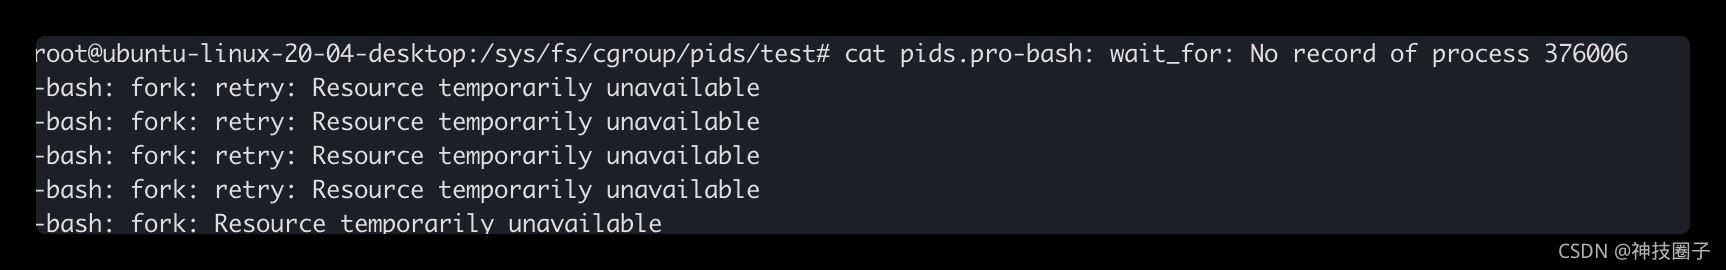 root@ubuntu-linux-20-04-desktop:/sys/fs/cgroup/pids/test# cat pids.pro-bash: wait_for: No record of process 376006
-bash: fork: retry: Resource temporarily unavailable
-bash: fork: retry: Resource temporarily unavailable
-bash: fork: retry: Resource temporarily unavailable
-bash: fork: retry: Resource temporarily unavailable
-bash: fork: Resource temporarily unavailable
CSDN @神技圈子